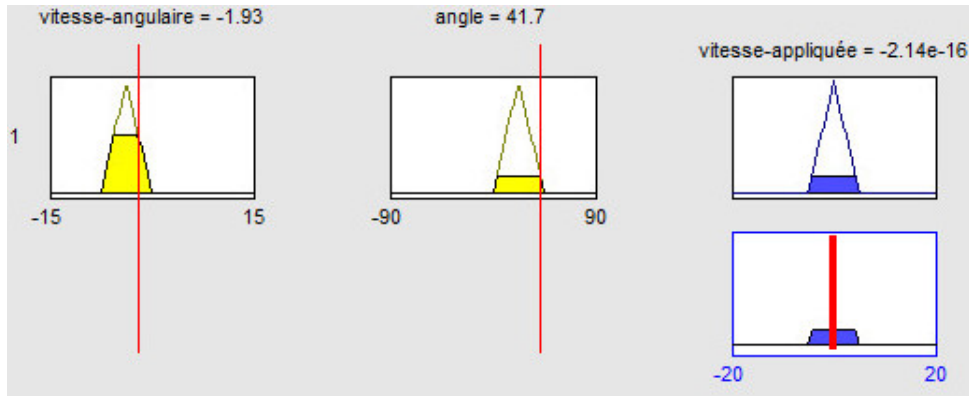 vitesse-angulaire = -1.93
angle = 41.7
vitesse-appliquée = -2.14e-16
1
-15
15
-90
90
-20
20